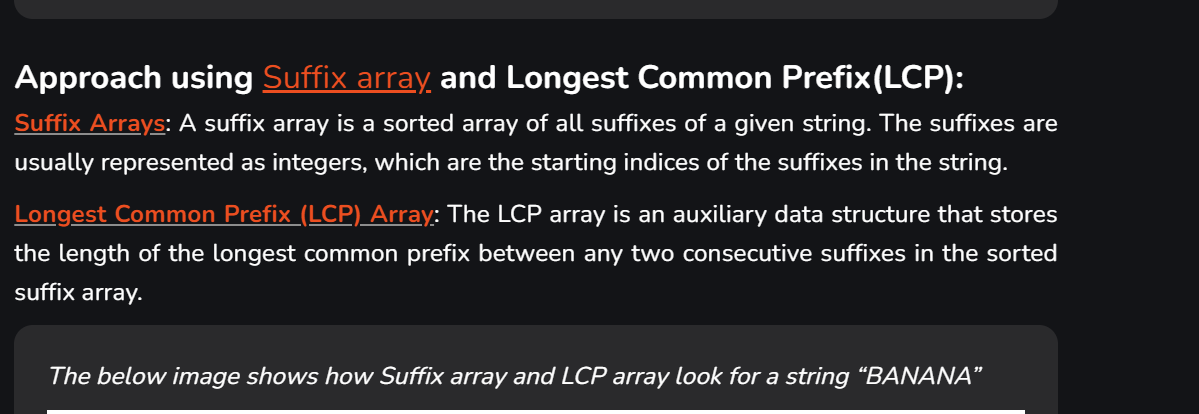 Approach using Suffix array and Longest Common Prefix(LCP):
Suffix Arrays: A suffix array is a sorted array of all suffixes of a given string. The suffixes are
usually represented as integers, which are the starting indices of the suffixes in the string.
Longest Common Prefix (LCP) Array: The LCP array is an auxiliary data structure that stores
the length of the longest common prefix between any two consecutive suffixes in the sorted
suffix array.
The below image shows how Suffix array and LCP array look for a string “BANANA”